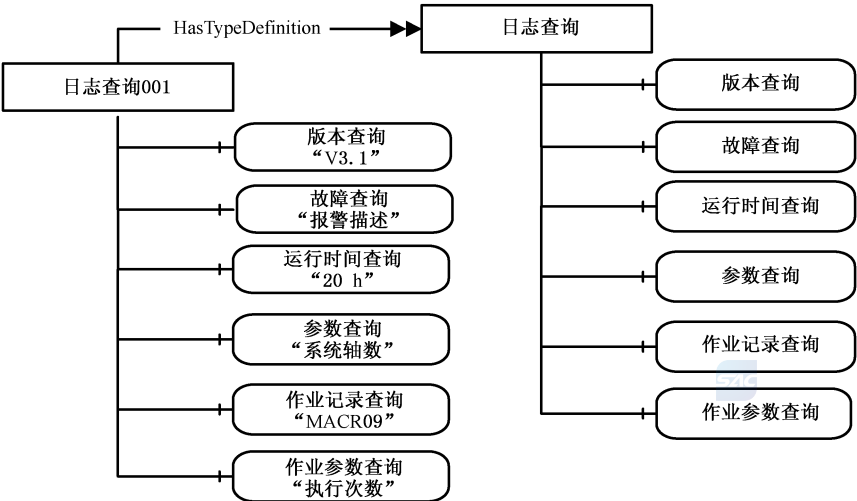 HasTypeDefinition
日志查询
日志查询001
版本查询
“V3.1”
故障查询
“报警描述”
运行时间查询
“20 h”
参数查询
“系统轴数”
作业记录查询
“MACR09”
作业参数查询
“执行次数”
版本查询
故障查询
运行时间查询
参数查询
作业记录查询
作业参数查询
SAC